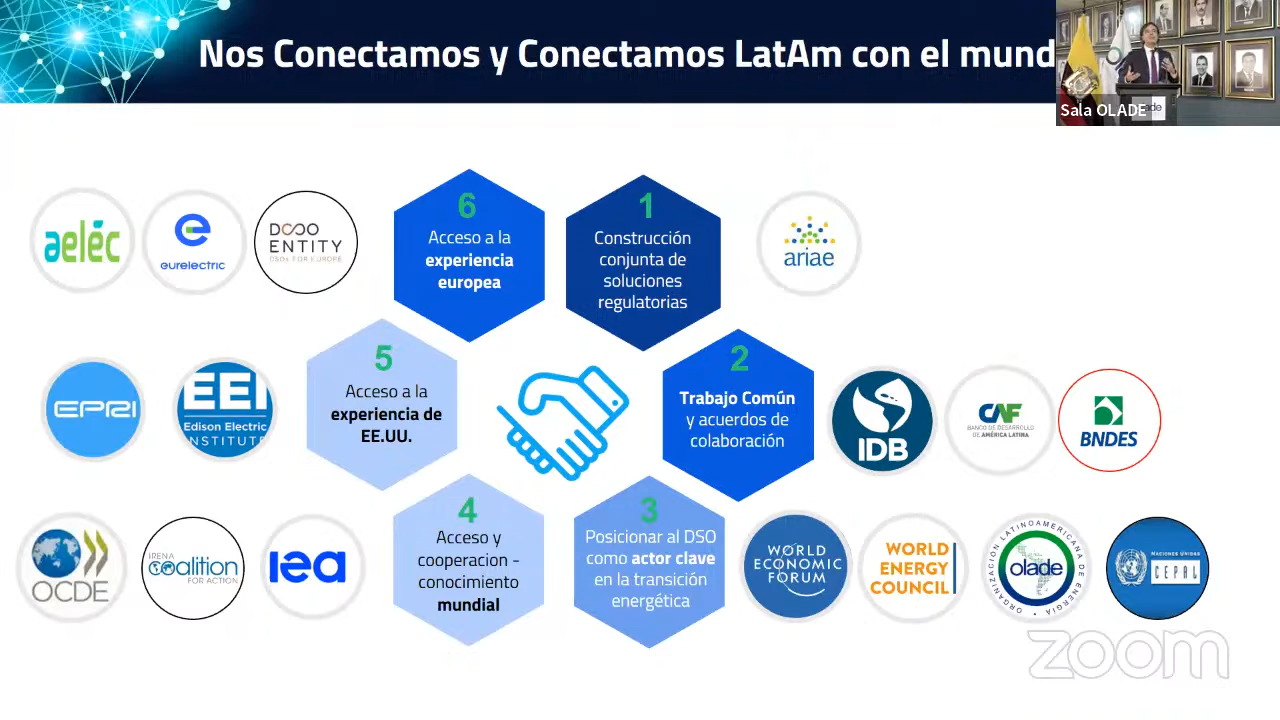 Nos Conectamos y Conectamos LatAm con el mund
Sala OLADE
aelēc
eurelectric
DSO ENTITY
DSOs FOR EUROPE
6
Acceso a la
experiencia
europea
1
Construcción
conjunta de
soluciones
regulatorias
ariae
EPRI
EEI
Edison Electric
INSTITUTE
5
Acceso a la
experiencia de
EE.UU.
2
Trabajo Común
y acuerdos de
colaboración
IDB
CAF
BANCO DE DESARROLLO
DE AMÉRICA LATINA
BNDES
OCDE
IRENA
Coalition
FOR ACTION
iea
4
Acceso y
cooperacion -
conocimiento
mundial
3
Posicionar al DSO
como actor clave
en la transición
energética
WORLD
ECONOMIC
FORUM
WORLD
ENERGY
COUNCIL
ORGANIZACIÓN LATINOAMERICANA DE ENERGÍA
olade
NACIONES UNIDAS
CEPAL
zoom